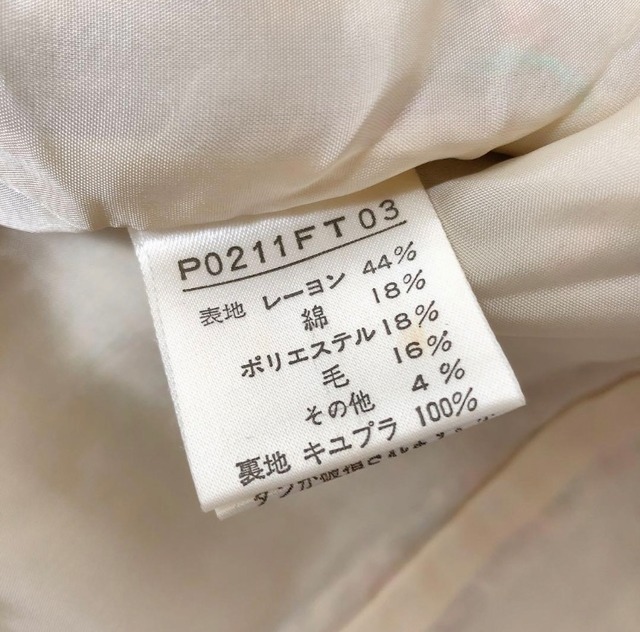 P0211FT03
表地 レーヨン 44%
綿 18%
ポリエステル 18%
毛 16%
その他 4%
裏地 キュプラ 100%